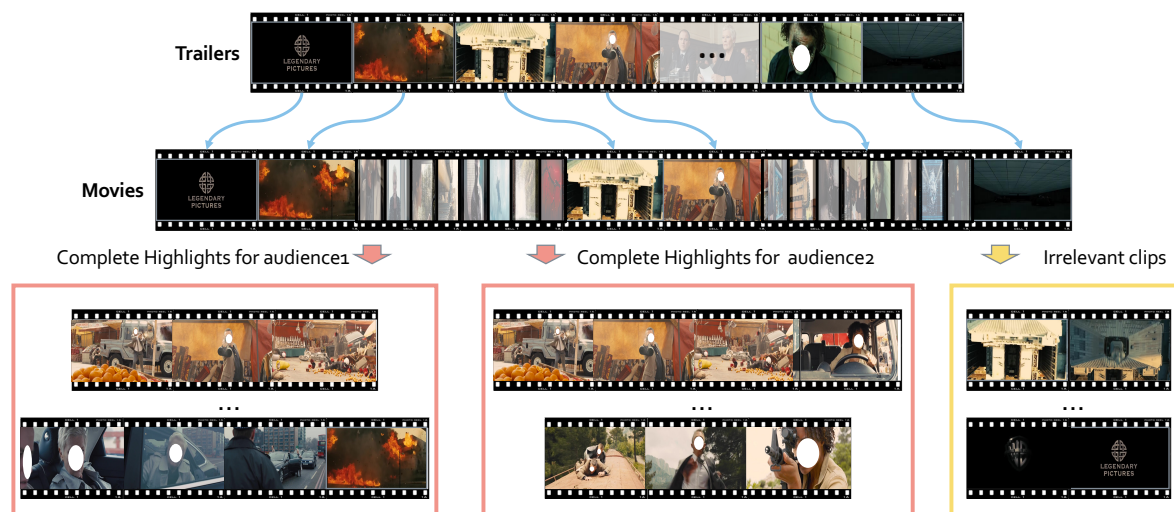 Trailers
LEGENDARY
PICTURES
...
Movies
LEGENDARY
PICTURES
Complete Highlights for audience1
Complete Highlights for audience2
Irrelevant clips
...
...
...
LEGENDARY
PICTURES